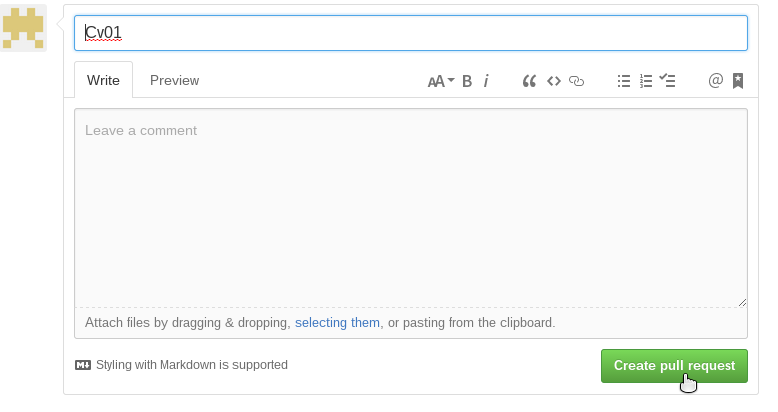 Cv01
Write Preview AA B i @
Leave a comment
Attach files by dragging & dropping, selecting them, or pasting from the clipboard.
M Styling with Markdown is supported
Create pull request